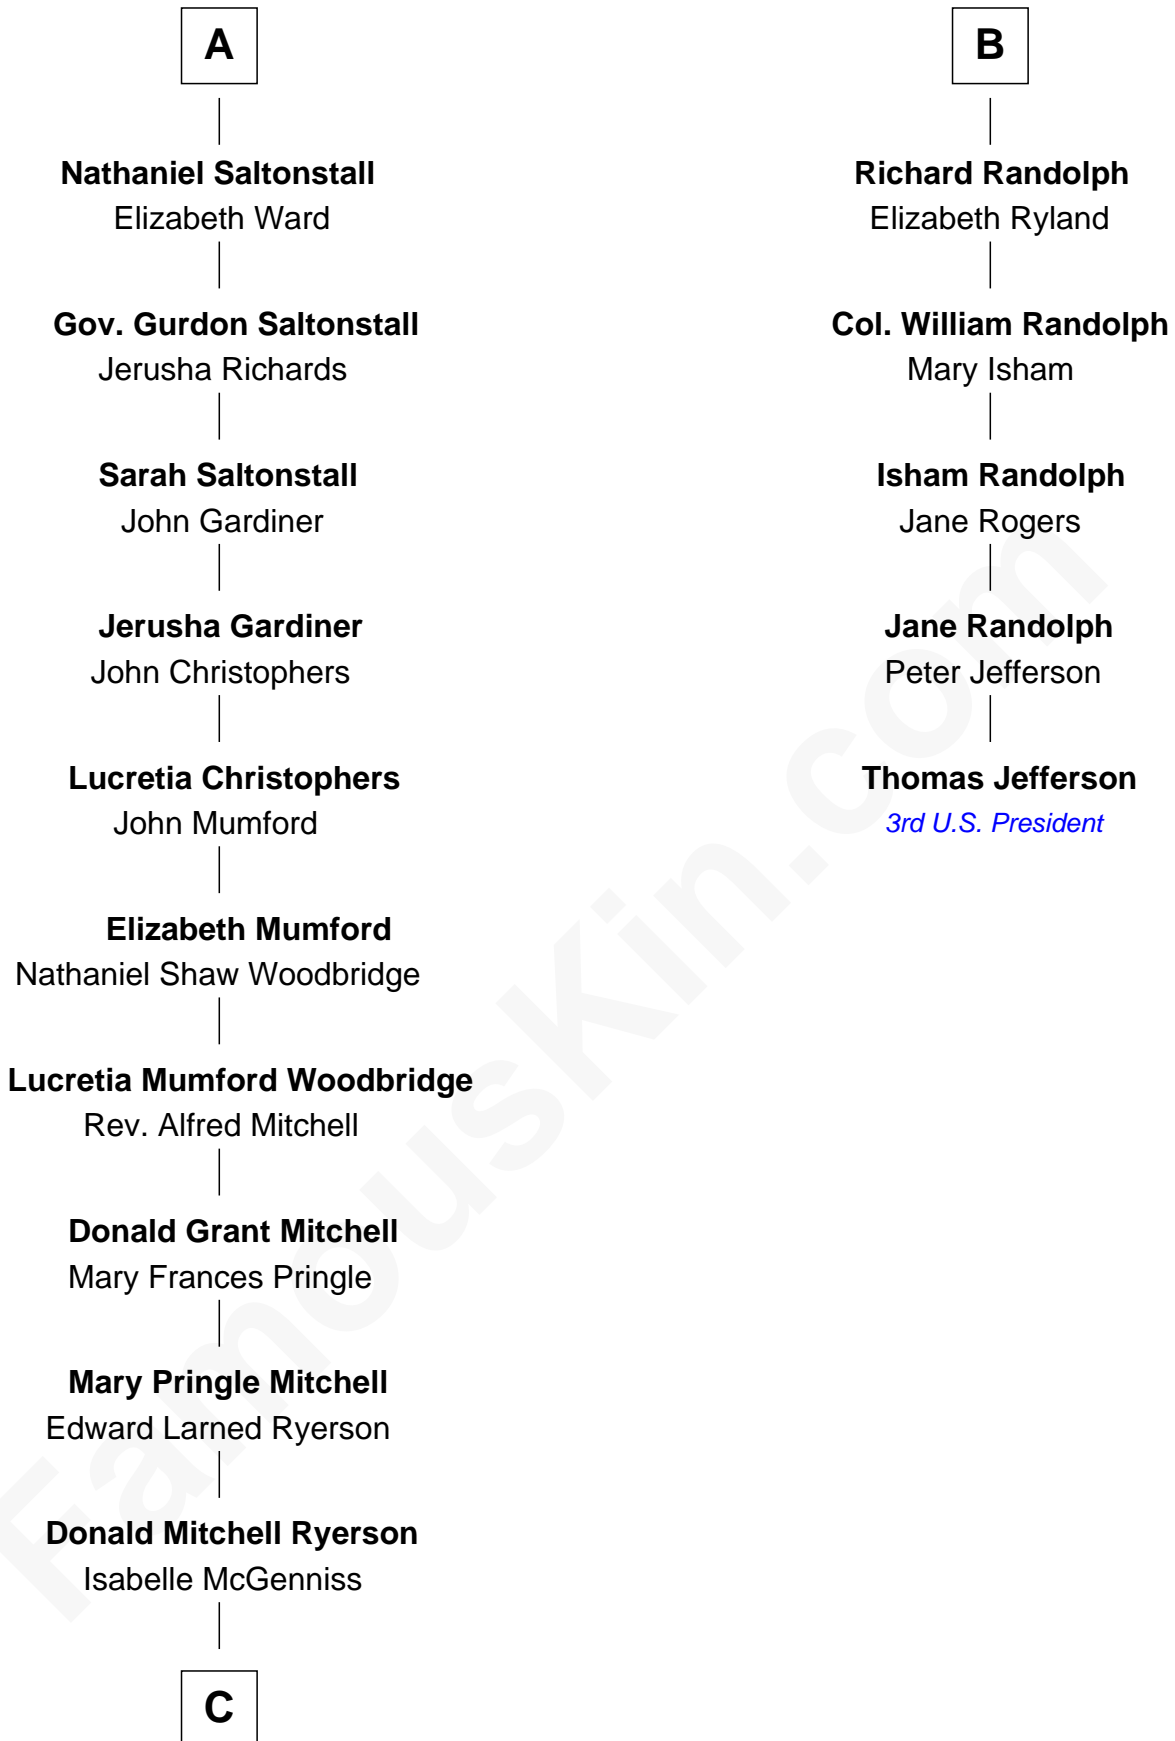 A
Nathaniel Saltonstall
Elizabeth Ward
Gov. Gurdon Saltonstall
Jerusha Richards
Sarah Saltonstall
John Gardiner
Jerusha Gardiner
John Christophers
Lucretia Christophers
John Mumford
Elizabeth Mumford
Nathaniel Shaw Woodbridge
Lucretia Mumford Woodbridge
Rev. Alfred Mitchell
Donald Grant Mitchell
Mary Frances Pringle
Mary Pringle Mitchell
Edward Larned Ryerson
Donald Mitchell Ryerson
Isabelle McGenniss
C
B
Richard Randolph
Elizabeth Ryland
Col. William Randolph
Mary Isham
Isham Randolph
Jane Rogers
Jane Randolph
Peter Jefferson
Thomas Jefferson
3rd U.S. President
FamousKin.com